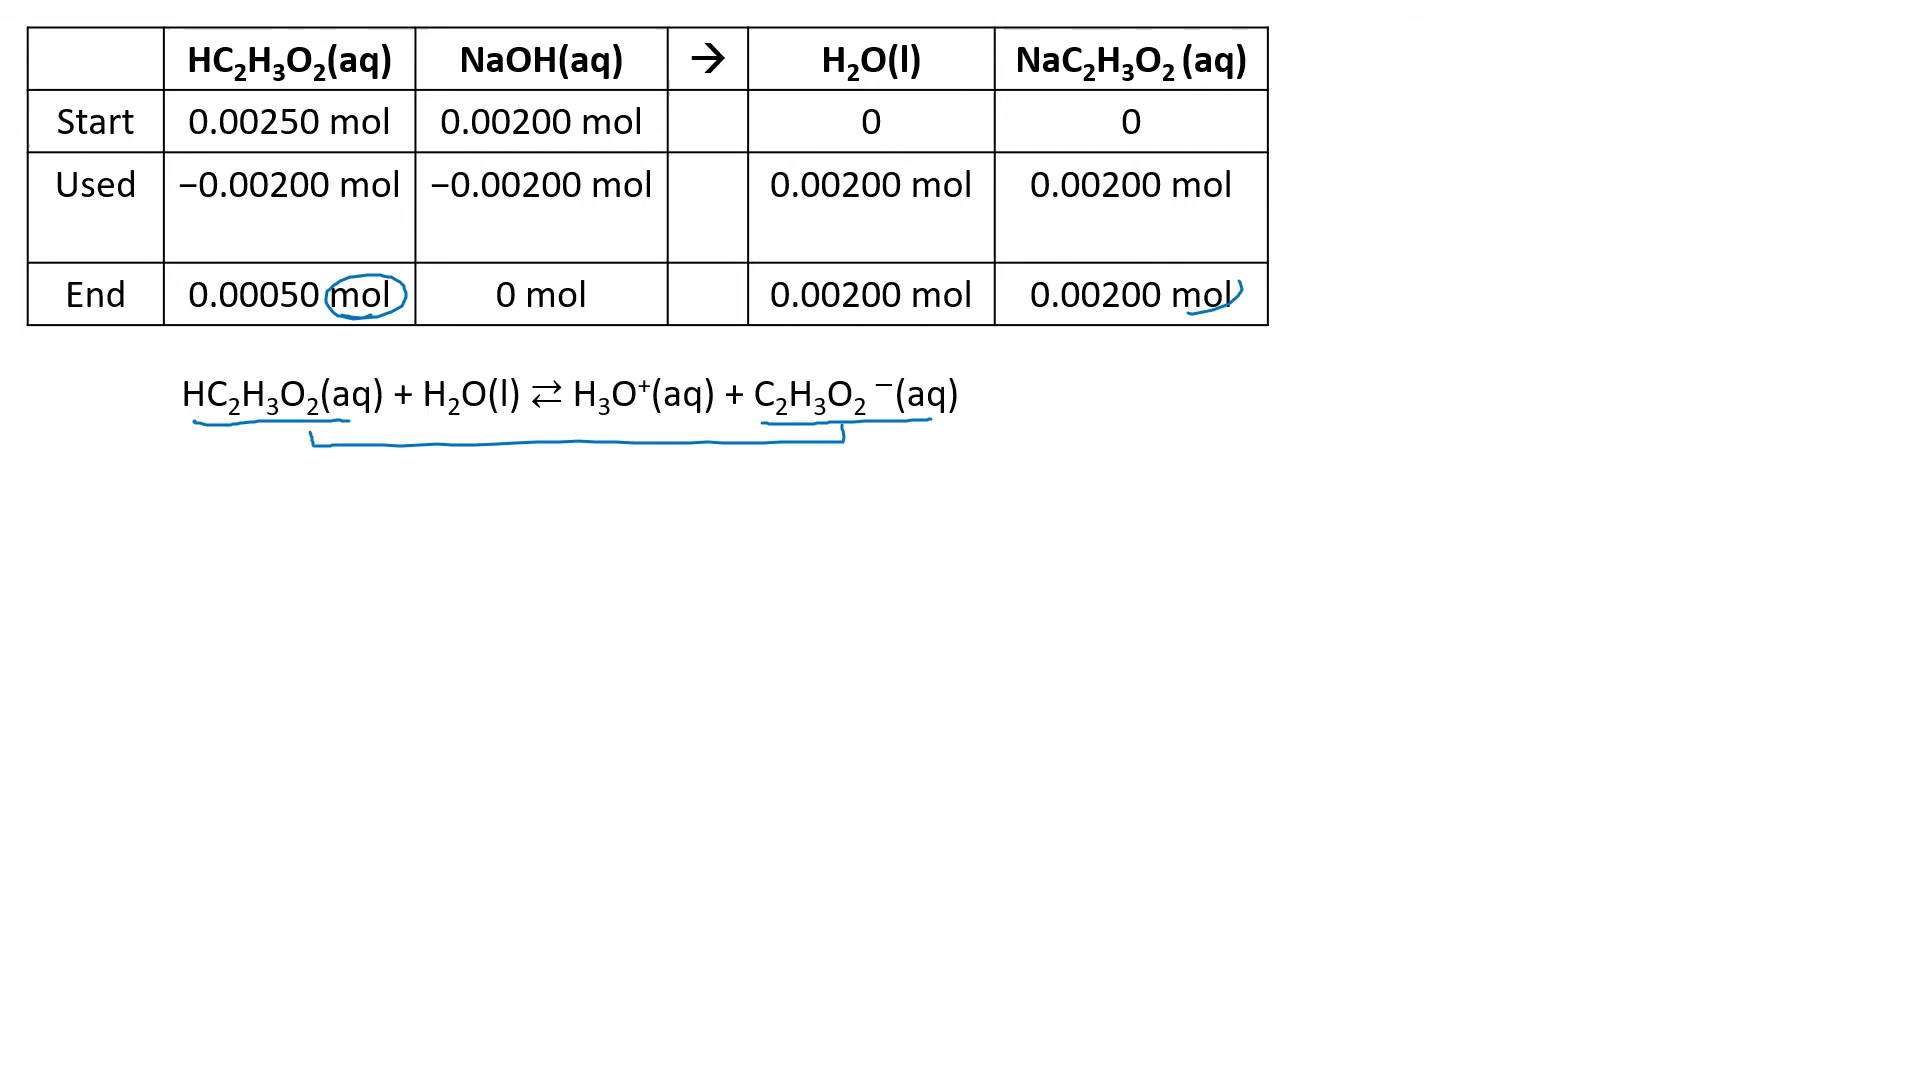 HC₂H₃O₂(aq) NaOH(aq) → H₂O(l) NaC₂H₃O₂ (aq)
Start 0.00250 mol 0.00200 mol 0 0
Used −0.00200 mol −0.00200 mol 0.00200 mol 0.00200 mol
End 0.00050 mol 0 mol 0.00200 mol 0.00200 mol
HC₂H₃O₂(aq) + H₂O(l) ⇄ H₃O⁺(aq) + C₂H₃O₂ ⁻(aq)